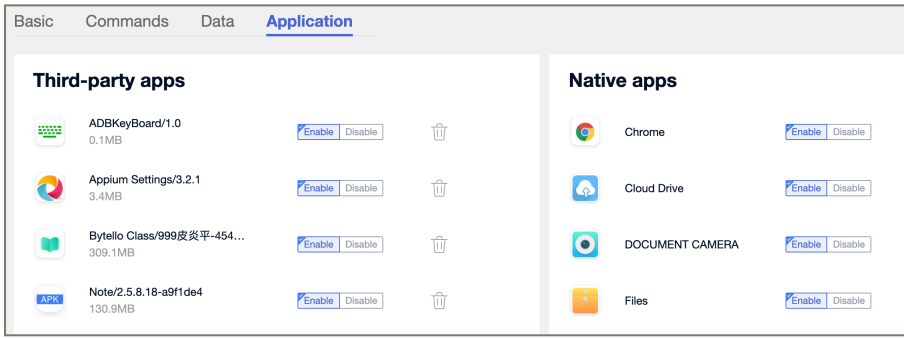 Basic Commands Data Application
Third-party apps
ADBKeyBoard/1.0
0.1MB
Enable Disable
Appium Settings/3.2.1
3.4MB
Enable Disable
Bytello Class/999皮炎平-454...
309.1MB
Enable Disable
APK
Note/2.5.8.18-a9f1de4
130.9MB
Enable Disable
Native apps
Chrome
Enable Disable
Cloud Drive
Enable Disable
DOCUMENT CAMERA
Enable Disable
Files
Enable Disable